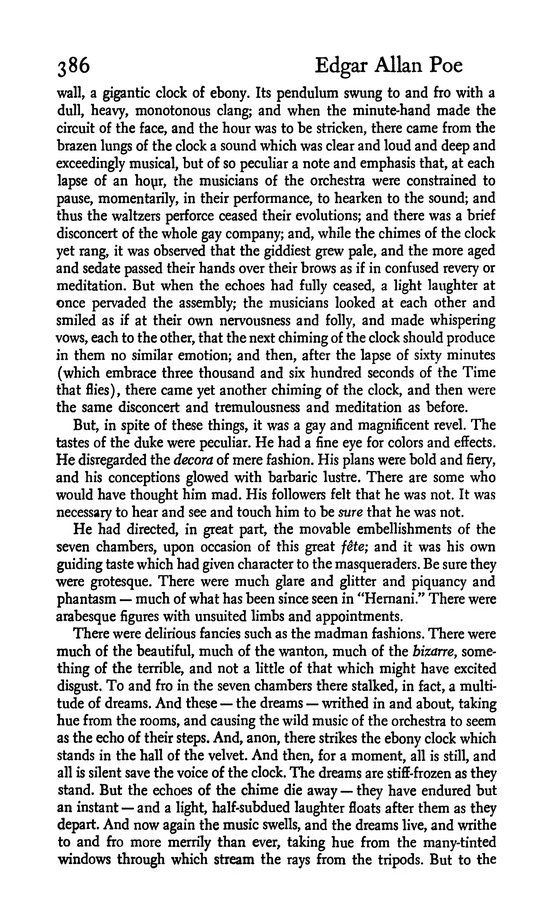 386 Edgar Allan Poe
wall, a gigantic clock of ebony. Its pendulum swung to and fro with a
dull, heavy, monotonous clang; and when the minute-hand made the
circuit of the face, and the hour was to be stricken, there came from the
brazen lungs of the clock a sound which was clear and loud and deep and
exceedingly musical, but of so peculiar a note and emphasis that, at each
lapse of an hour, the musicians of the orchestra were constrained to
pause, momentarily, in their performance, to hearken to the sound; and
thus the waltzers perforce ceased their evolutions; and there was a brief
disconcert of the whole gay company; and, while the chimes of the clock
yet rang, it was observed that the giddiest grew pale, and the more aged
and sedate passed their hands over their brows as if in confused revery or
meditation. But when the echoes had fully ceased, a light laughter at
once pervaded the assembly; the musicians looked at each other and
smiled as if at their own nervousness and folly, and made whispering
vows, each to the other, that the next chiming of the clock should produce
in them no similar emotion; and then, after the lapse of sixty minutes
(which embrace three thousand and six hundred seconds of the Time
that flies), there came yet another chiming of the clock, and then were
the same disconcert and tremulousness and meditation as before.
But, in spite of these things, it was a gay and magnificent revel. The
tastes of the duke were peculiar. He had a fine eye for colors and effects.
He disregarded the decora of mere fashion. His plans were bold and fiery,
and his conceptions glowed with barbaric lustre. There are some who
would have thought him mad. His followers felt that he was not. It was
necessary to hear and see and touch him to be sure that he was not.
He had directed, in great part, the movable embellishments of the
seven chambers, upon occasion of this great fête; and it was his own
guiding taste which had given character to the masqueraders. Be sure they
were grotesque. There were much glare and glitter and piquancy and
phantasm — much of what has been since seen in “Hernani.” There were
arabesque figures with unsuited limbs and appointments.
There were delirious fancies such as the madman fashions. There were
much of the beautiful, much of the wanton, much of the bizarre, some-
thing of the terrible, and not a little of that which might have excited
disgust. To and fro in the seven chambers there stalked, in fact, a multi-
tude of dreams. And these — the dreams — writhed in and about, taking
hue from the rooms, and causing the wild music of the orchestra to seem
as the echo of their steps. And, anon, there strikes the ebony clock which
stands in the hall of the velvet. And then, for a moment, all is still, and
all is silent save the voice of the clock. The dreams are stiff-frozen as they
stand. But the echoes of the chime die away — they have endured but
an instant — and a light, half-subdued laughter floats after them as they
depart. And now again the music swells, and the dreams live, and writhe
to and fro more merrily than ever, taking hue from the many-tinted
windows through which stream the rays from the tripods. But to the